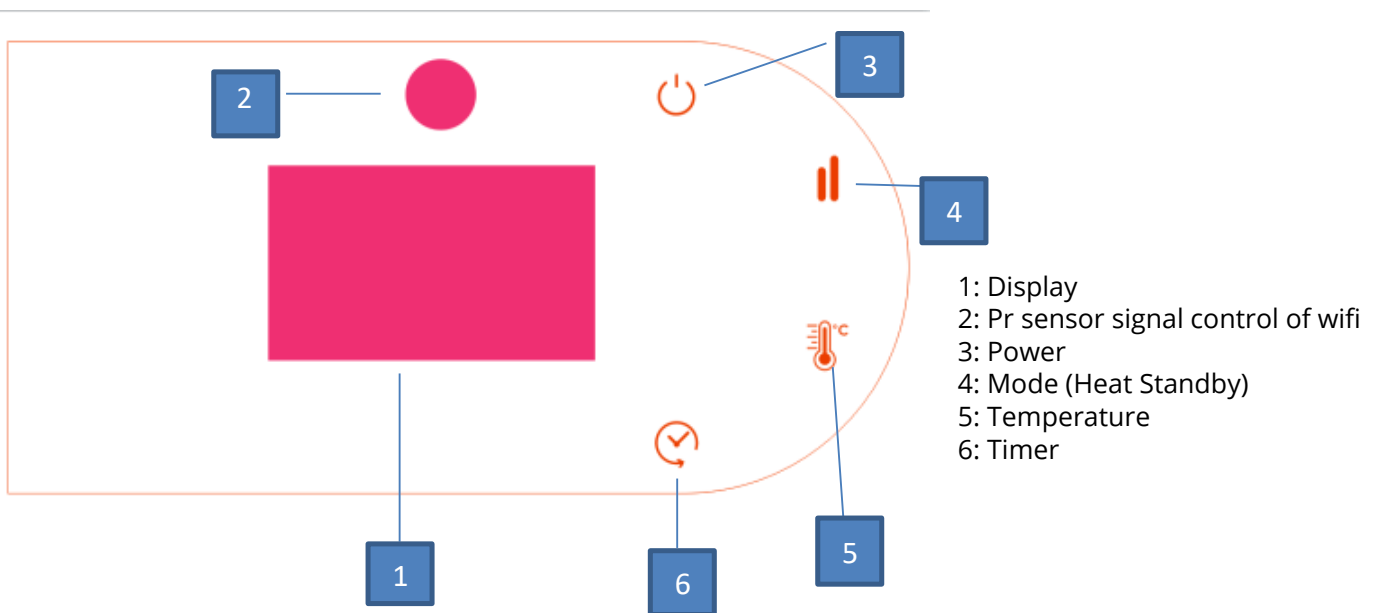 2
3
4
°C
1: Display
2: Pr sensor signal control of wifi
3: Power
4: Mode (Heat Standby)
5: Temperature
6: Timer
5
1
6